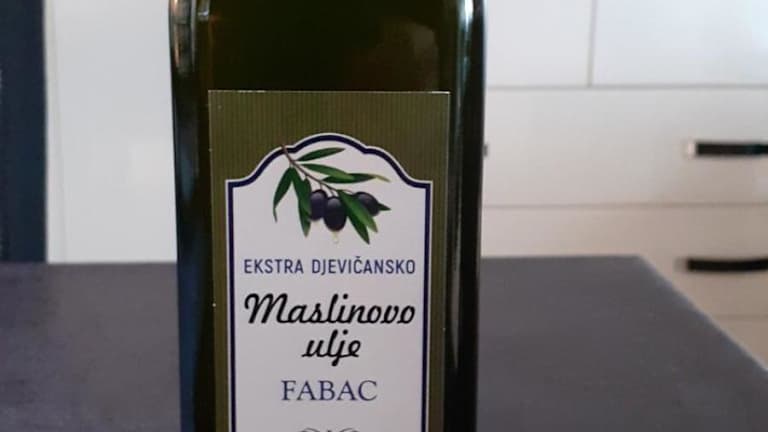 EKSTRA DJEVIČANSKO
Maslinovo
ulje
FABAC